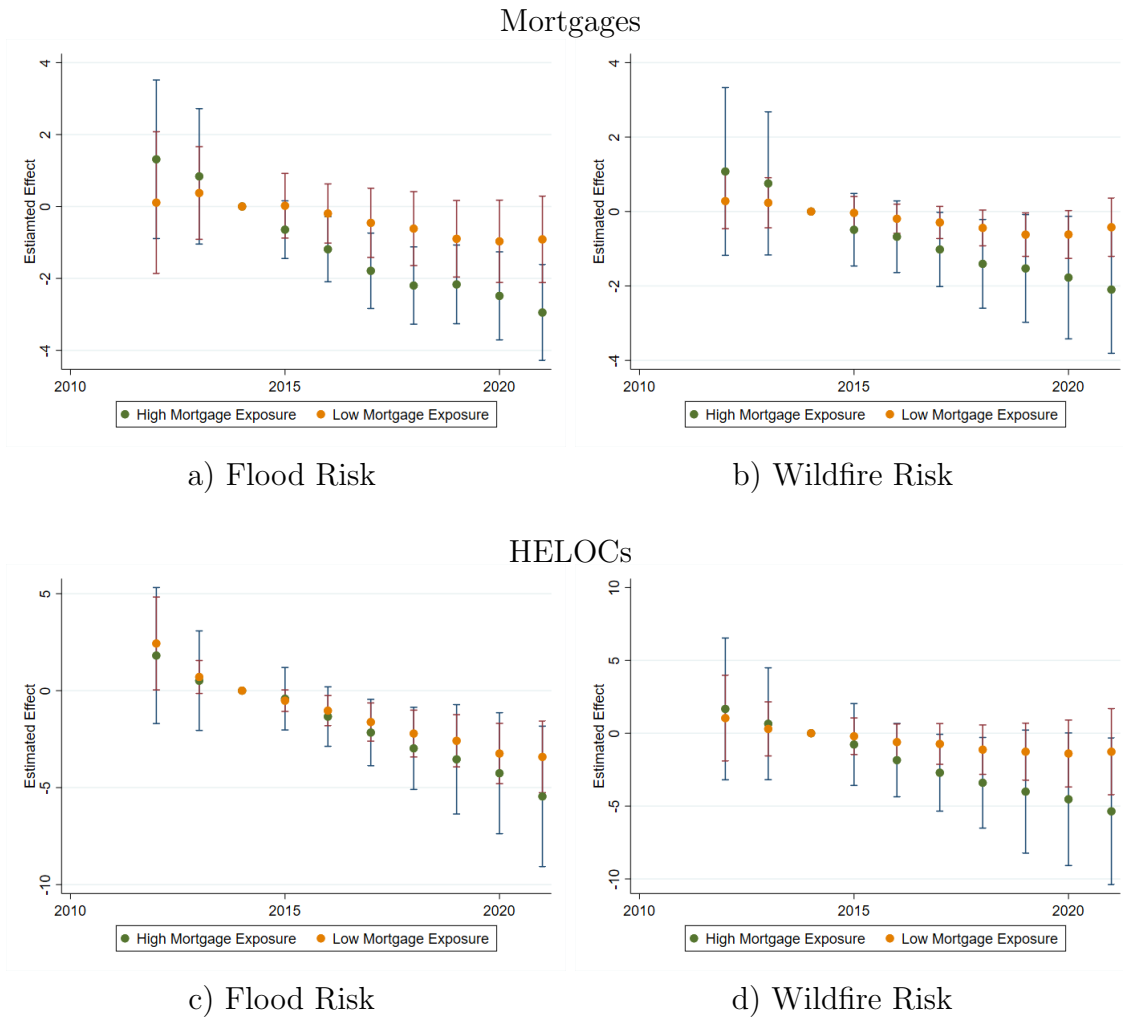 Mortgages
4
2
0
-2
-4
Estiamted Effect
2010
2015
2020
High Mortgage Exposure
Low Mortgage Exposure
a) Flood Risk
4
2
0
-2
-4
Estimated Effect
2010
2015
2020
High Mortgage Exposure
Low Mortgage Exposure
b) Wildfire Risk
HELOCs
5
0
-5
-10
Estimated Effect
2010
2015
2020
High Mortgage Exposure
Low Mortgage Exposure
c) Flood Risk
10
5
0
-5
-10
Estimated Effect
2010
2015
2020
High Mortgage Exposure
Low Mortgage Exposure
d) Wildfire Risk